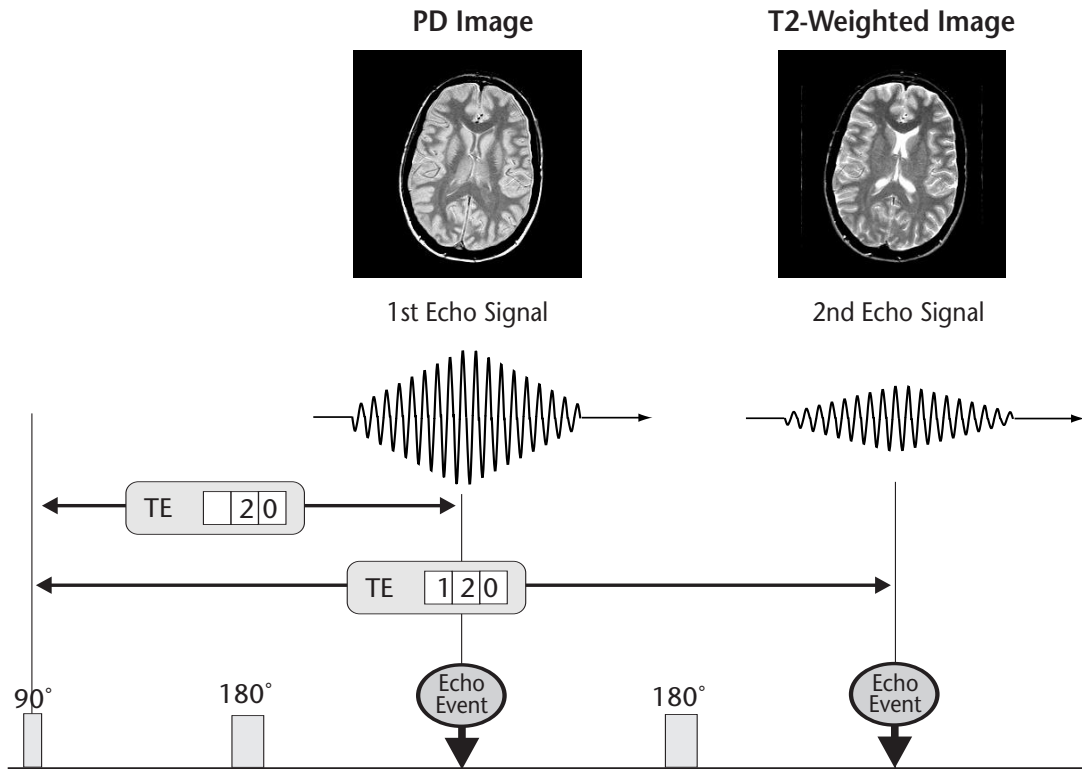 PD Image
T2-Weighted Image
1st Echo Signal
2nd Echo Signal
TE 20
TE 120
90°
180°
Echo
Event
180°
Echo
Event